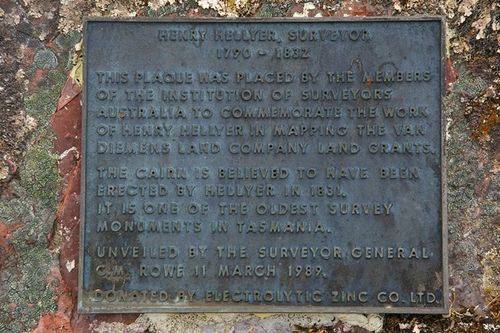 HENRY HELLYER, SURVEYOR
1790 - 1832
THIS PLAQUE WAS PLACED BY THE MEMBERS
OF THE INSTITUTION OF SURVEYORS
AUSTRALIA TO COMMEMORATE THE WORK
OF HENRY HELLYER IN MAPPING THE VAN
DIEMENS LAND COMPANY LAND GRANTS.
THE CAIRN IS BELIEVED TO HAVE BEEN
ERECTED BY HELLYER IN 1831.
IT IS ONE OF THE OLDEST SURVEY
MONUMENTS IN TASMANIA.
UNVEILED BY THE SURVEYOR GENERAL
ROWE 11 MARCH 1989.
DONATED BY ELECTROLYTIC ZINC CO. LTD.